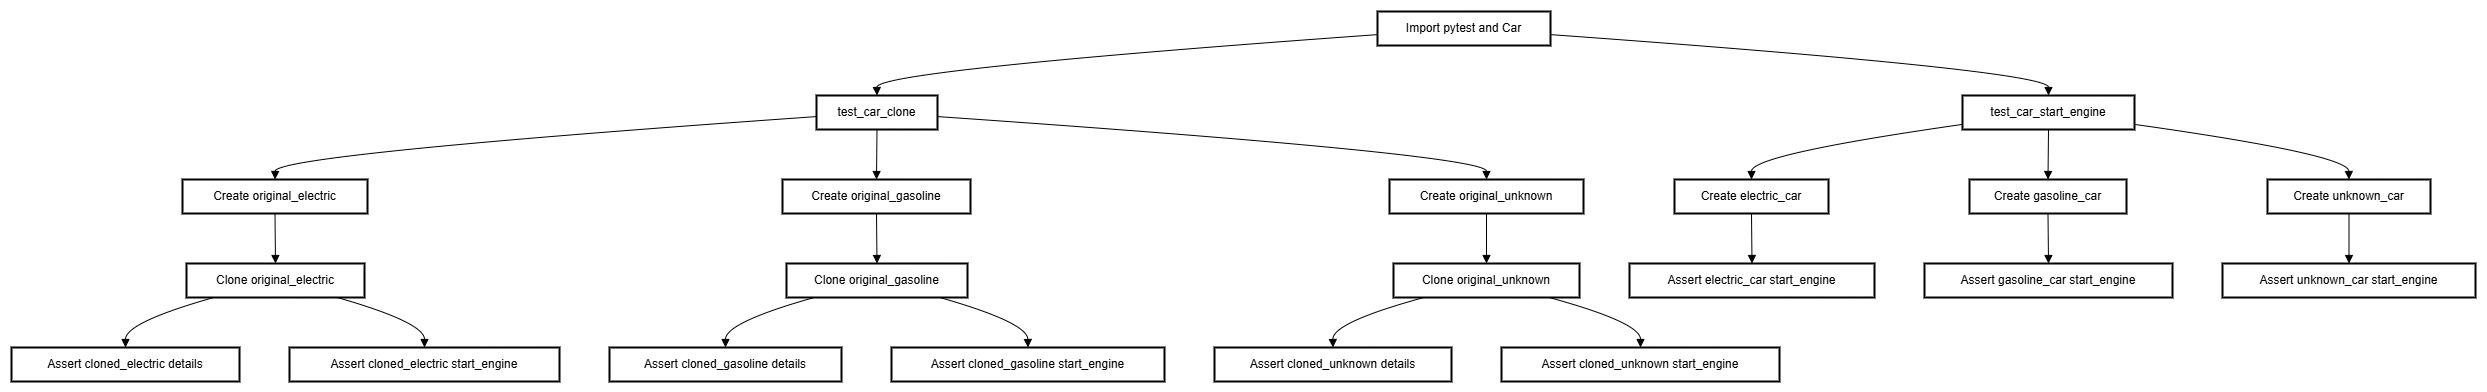 Import pytest and Car
test_car_clone
test_car_start_engine
Create original_electric
Create original_gasoline
Create original_unknown
Create electric_car
Create gasoline_car
Create unknown_car
Clone original_electric
Clone original_gasoline
Clone original_unknown
Assert electric_car start_engine
Assert gasoline_car start_engine
Assert unknown_car start_engine
Assert cloned_electric details
Assert cloned_electric start_engine
Assert cloned_gasoline details
Assert cloned_gasoline start_engine
Assert cloned_unknown details
Assert cloned_unknown start_engine